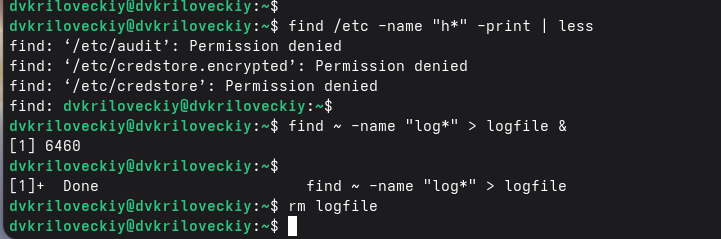 dvkriloveckiy@dvkriloveckiy:~$
dvkriloveckiy@dvkriloveckiy:~$ find /etc -name "h*" -print | less
find: ‘/etc/audit’: Permission denied
find: ‘/etc/credstore.encrypted’: Permission denied
find: ‘/etc/credstore’: Permission denied
find: dvkriloveckiy@dvkriloveckiy:~$
dvkriloveckiy@dvkriloveckiy:~$ find ~ -name "log*" > logfile &
[1] 6460
dvkriloveckiy@dvkriloveckiy:~$
[1]+  Done                    find ~ -name "log*" > logfile
dvkriloveckiy@dvkriloveckiy:~$ rm logfile
dvkriloveckiy@dvkriloveckiy:~$